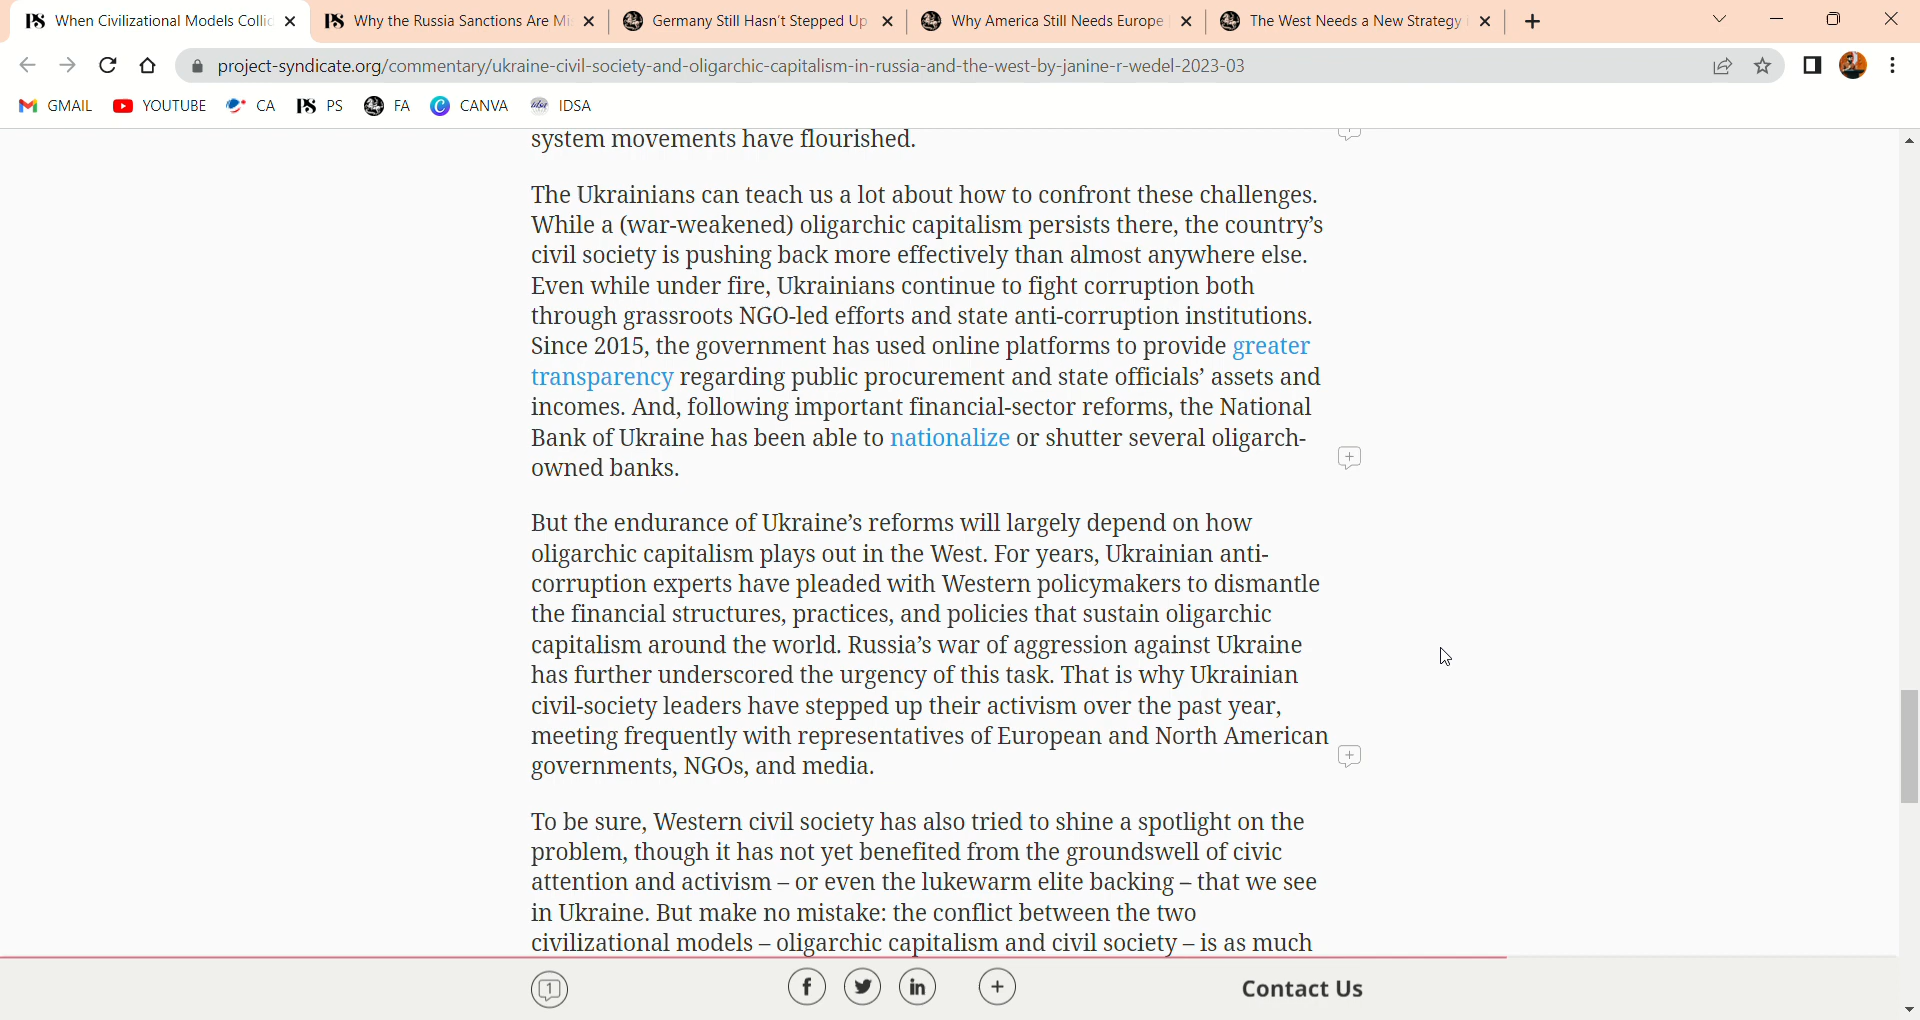 When Civilizational Models Collic
Why the Russia Sanctions Are Mi
Germany Still Hasn't Stepped Up
Why America Still Needs Europe
The West Needs a New Strategy
project-syndicate.org/commentary/ukraine-civil-society-and-oligarchic-capitalism-in-russia-and-the-west-by-janine-r-wedel-2023-03
GMAIL YOUTUBE CA PS FA CANVA IDSA
system movements have flourished.
The Ukrainians can teach us a lot about how to confront these challenges.
While a (war-weakened) oligarchic capitalism persists there, the country’s
civil society is pushing back more effectively than almost anywhere else.
Even while under fire, Ukrainians continue to fight corruption both
through grassroots NGO-led efforts and state anti-corruption institutions.
Since 2015, the government has used online platforms to provide greater
transparency regarding public procurement and state officials’ assets and
incomes. And, following important financial-sector reforms, the National
Bank of Ukraine has been able to nationalize or shutter several oligarch-
owned banks.
But the endurance of Ukraine’s reforms will largely depend on how
oligarchic capitalism plays out in the West. For years, Ukrainian anti-
corruption experts have pleaded with Western policymakers to dismantle
the financial structures, practices, and policies that sustain oligarchic
capitalism around the world. Russia’s war of aggression against Ukraine
has further underscored the urgency of this task. That is why Ukrainian
civil-society leaders have stepped up their activism over the past year,
meeting frequently with representatives of European and North American
governments, NGOs, and media.
To be sure, Western civil society has also tried to shine a spotlight on the
problem, though it has not yet benefited from the groundswell of civic
attention and activism – or even the lukewarm elite backing – that we see
in Ukraine. But make no mistake: the conflict between the two
civilizational models – oligarchic capitalism and civil society – is as much
1
Contact Us